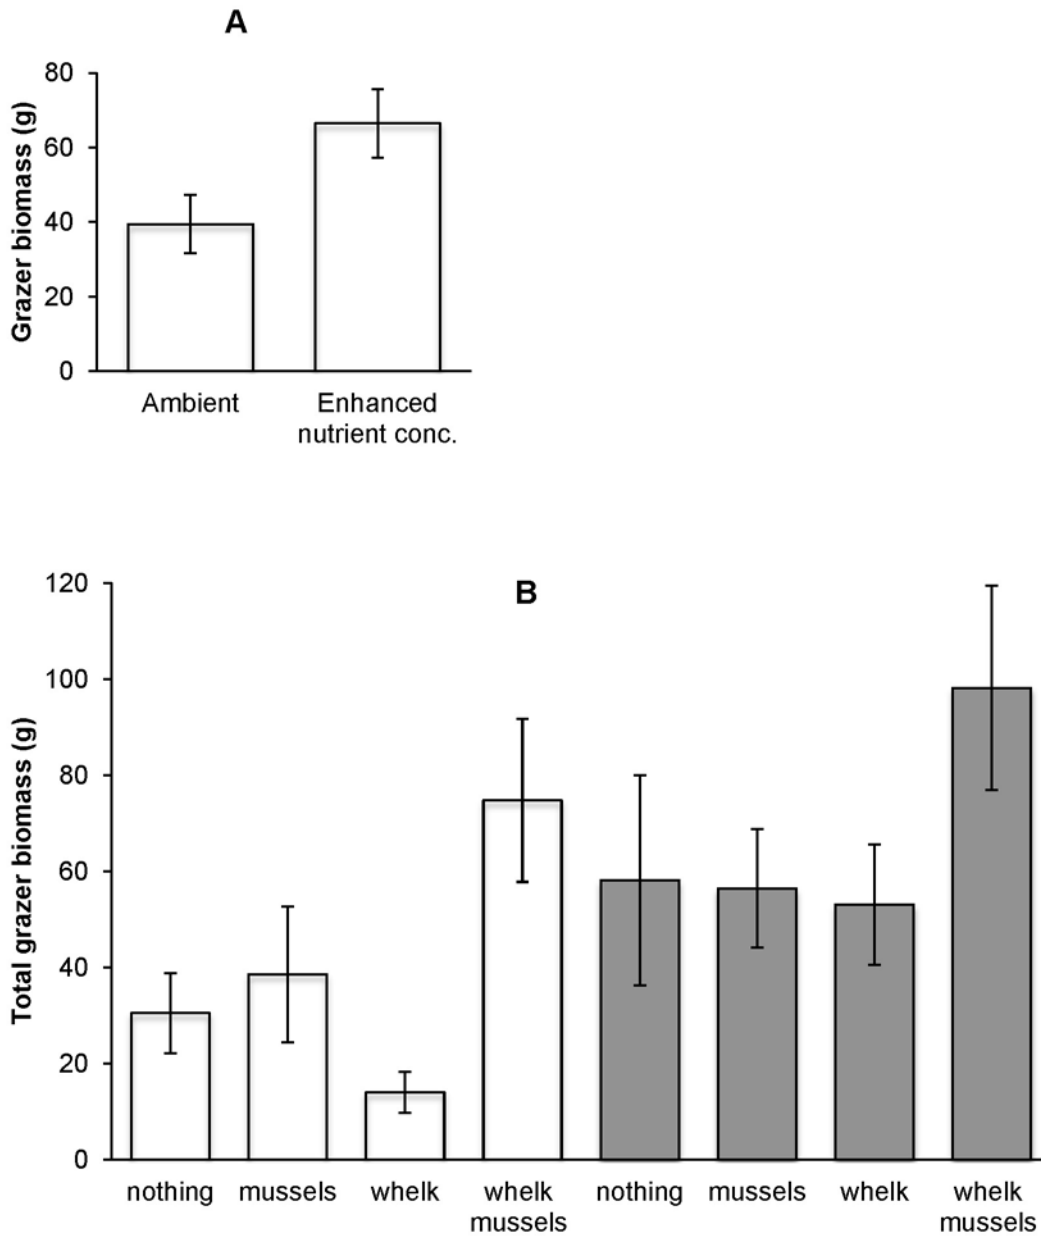 A
Grazer biomass (g)
80
60
40
20
0
Ambient
Enhanced
nutrient conc.
B
Total grazer biomass (g)
120
100
80
60
40
20
0
nothing
mussels
whelk
whelk
mussels
nothing
mussels
whelk
whelk
mussels